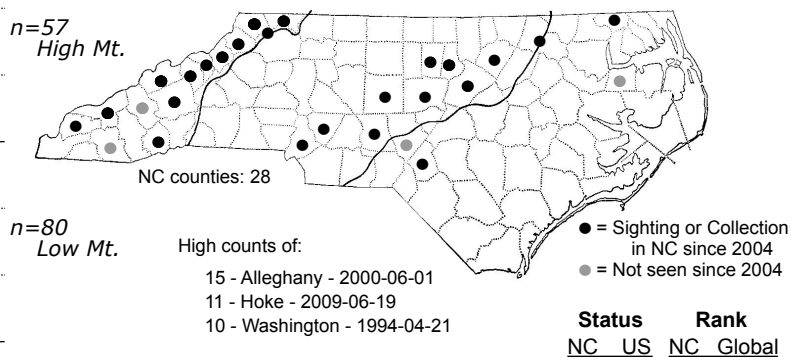 n=57
High Mt.
NC counties: 28
n=80
Low Mt.
High counts of:
15 - Alleghany - 2000-06-01
11 - Hoke - 2009-06-19
10 - Washington - 1994-04-21
= Sighting or Collection
in NC since 2004
= Not seen since 2004
Status Rank
NC US NC Global